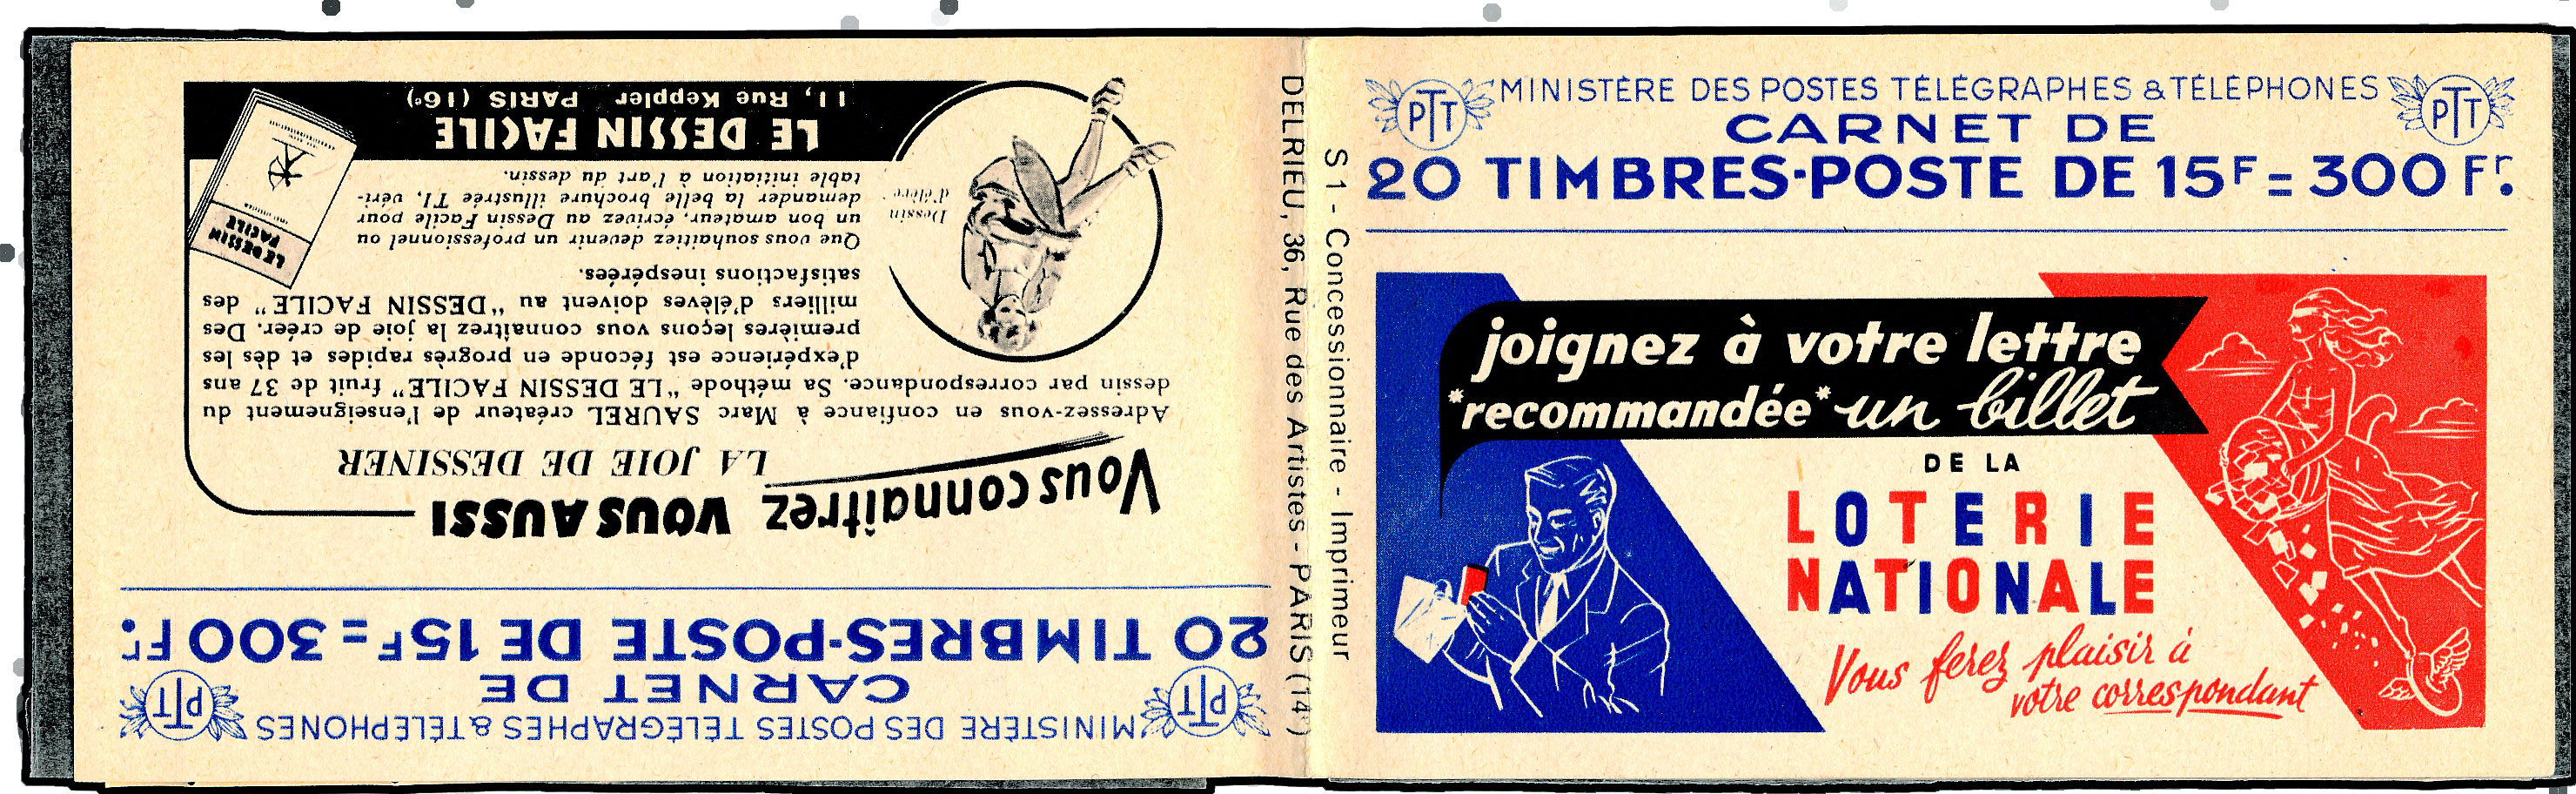 PTT MINISTÈRE DES POSTES TÉLÉGRAPHES & TÉLÉPHONES PTT
CARNET DE
20 TIMBRES-POSTE DE 15F = 300 Fr.
joignez à votre lettre
*recommandée* un billet
DE LA
LOTERIE
NATIONALE
Vous ferez plaisir à
votre correspondant
S 1 - Concessionnaire - Imprimeur
DELRIEU, 36, Rue des Artistes - PARIS (14e)
PTT MINISTÈRE DES POSTES TÉLÉGRAPHES & TÉLÉPHONES PTT
CARNET DE
20 TIMBRES-POSTE DE 15F = 300 Fr.
Vous connaîtrez VOUS AUSSI
LA JOIE DE DESSINER
Adressez-vous en confiance à Marc SAUREL créateur de l'enseignement du
dessin par correspondance. Sa méthode "LE DESSIN FACILE" fruit de 37 ans
d'expérience est féconde en progrès rapides et dès les
premières leçons vous connaîtrez la joie de créer. Des
milliers d'élèves doivent au "DESSIN FACILE" des
satisfactions inespérées.
Que vous souhaitiez devenir un professionnel ou
un bon amateur, écrivez au Dessin Facile pour
demander la belle brochure illustrée TI, véri-
table initiation à l'art du dessin.
Dessin
d'élève
LE DESSIN
FACILE
LE DESSIN FACILE
11, Rue Keppler PARIS (16e)